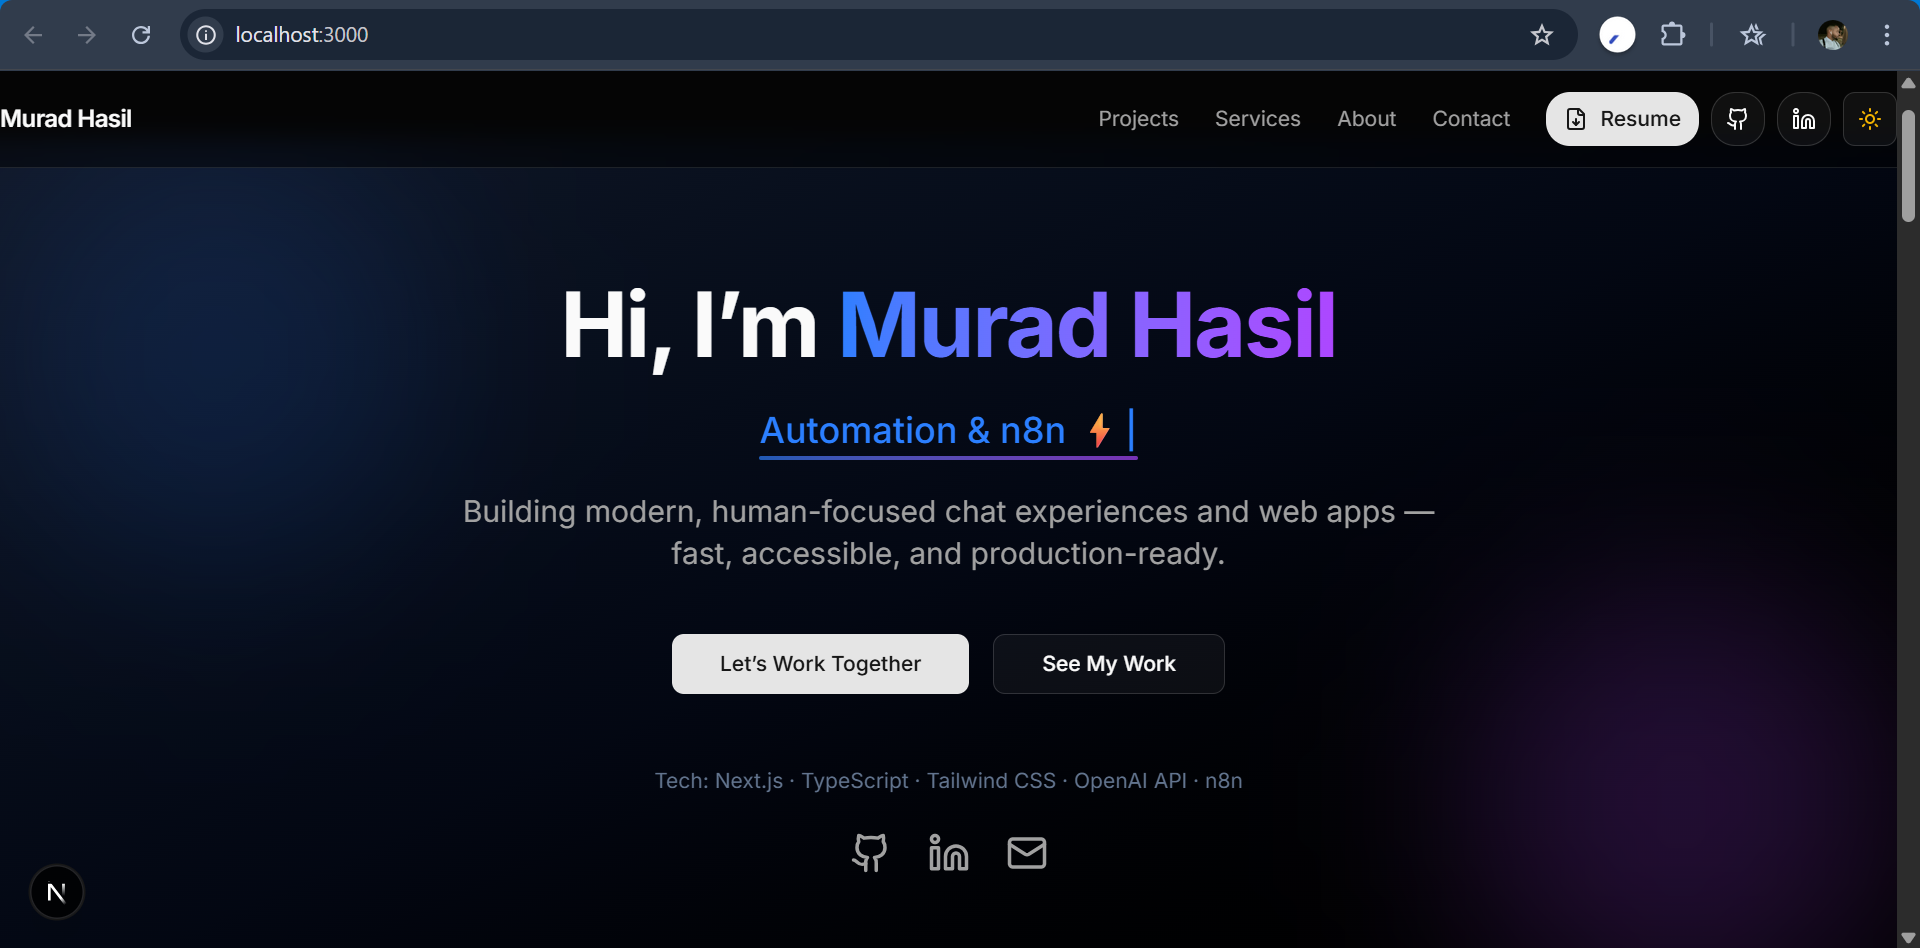 localhost:3000
Murad Hasil
Projects
Services
About
Contact
Resume
Hi, I’m Murad Hasil
Automation & n8n ⚡ |
Building modern, human-focused chat experiences and web apps —
fast, accessible, and production-ready.
Let’s Work Together
See My Work
Tech: Next.js · TypeScript · Tailwind CSS · OpenAI API · n8n
N